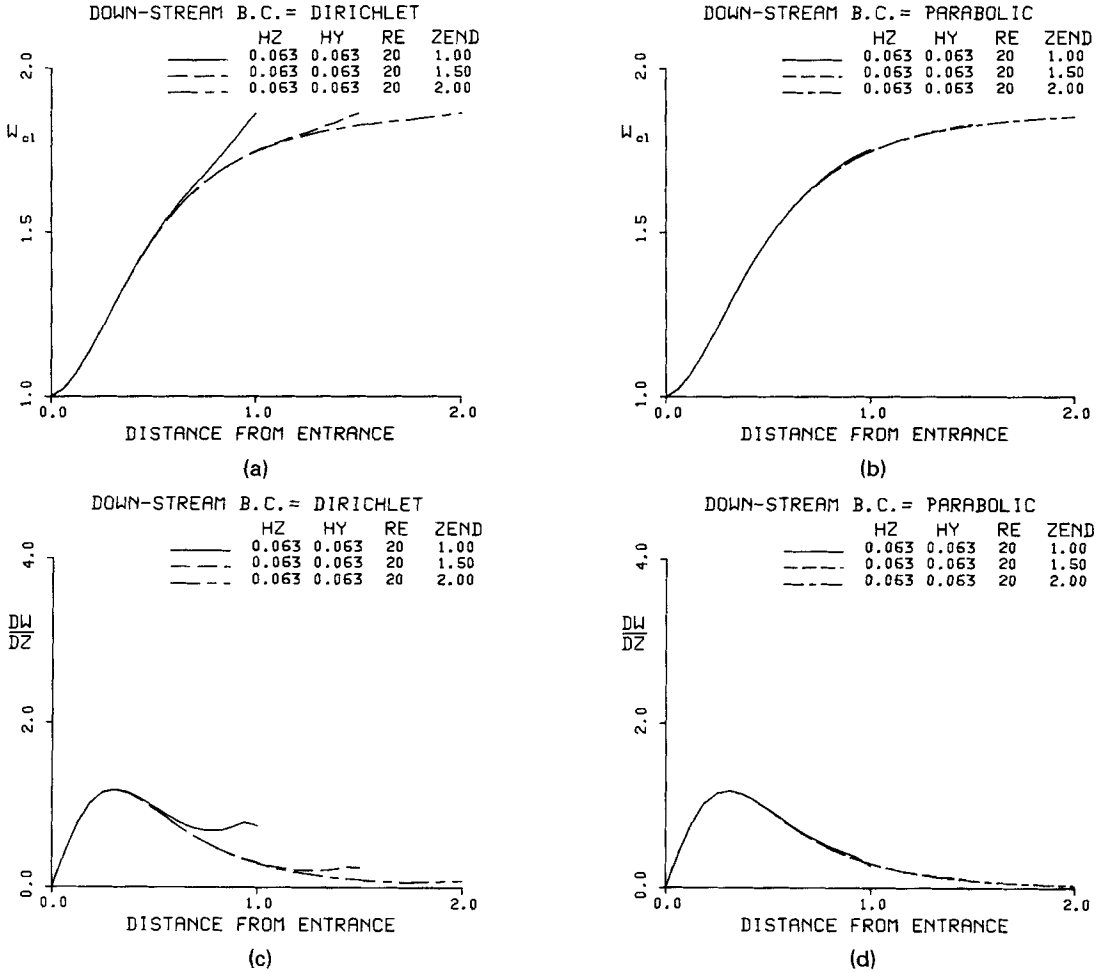 DOWN-STREAM B.C.= DIRICHLET
HZ HY RE ZEND
0.063 0.063 20 1.00
0.063 0.063 20 1.50
0.063 0.063 20 2.00
2.0
W_cl
1.5
1.0
0.0 1.0 2.0
DISTANCE FROM ENTRANCE
(a)
DOWN-STREAM B.C.= PARABOLIC
HZ HY RE ZEND
0.063 0.063 20 1.00
0.063 0.063 20 1.50
0.063 0.063 20 2.00
2.0
W_cl
1.5
1.0
0.0 1.0 2.0
DISTANCE FROM ENTRANCE
(b)
DOWN-STREAM B.C.= DIRICHLET
HZ HY RE ZEND
0.063 0.063 20 1.00
0.063 0.063 20 1.50
0.063 0.063 20 2.00
4.0
DW
DZ
2.0
0.0
0.0 1.0 2.0
DISTANCE FROM ENTRANCE
(c)
DOWN-STREAM B.C.= PARABOLIC
HZ HY RE ZEND
0.063 0.063 20 1.00
0.063 0.063 20 1.50
0.063 0.063 20 2.00
4.0
DW
DZ
2.0
0.0
0.0 1.0 2.0
DISTANCE FROM ENTRANCE
(d)